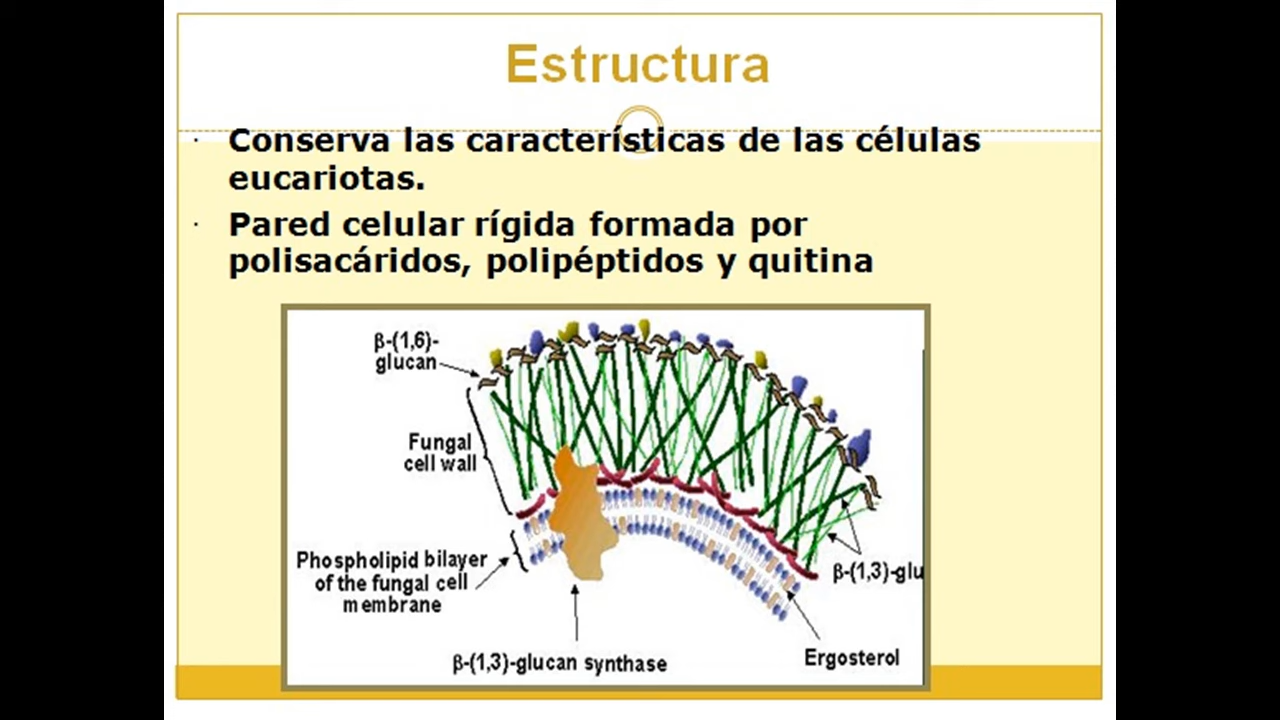 Estructura
· Conserva las características de las células
eucariotas.
· Pared celular rígida formada por
polisacáridos, polipéptidos y quitina
β-(1,6)-
glucan
Fungal
cell wall
Phospholipid bilayer
of the fungal cell
membrane
β-(1,3)-glucan synthase
β-(1,3)-glu
Ergosterol